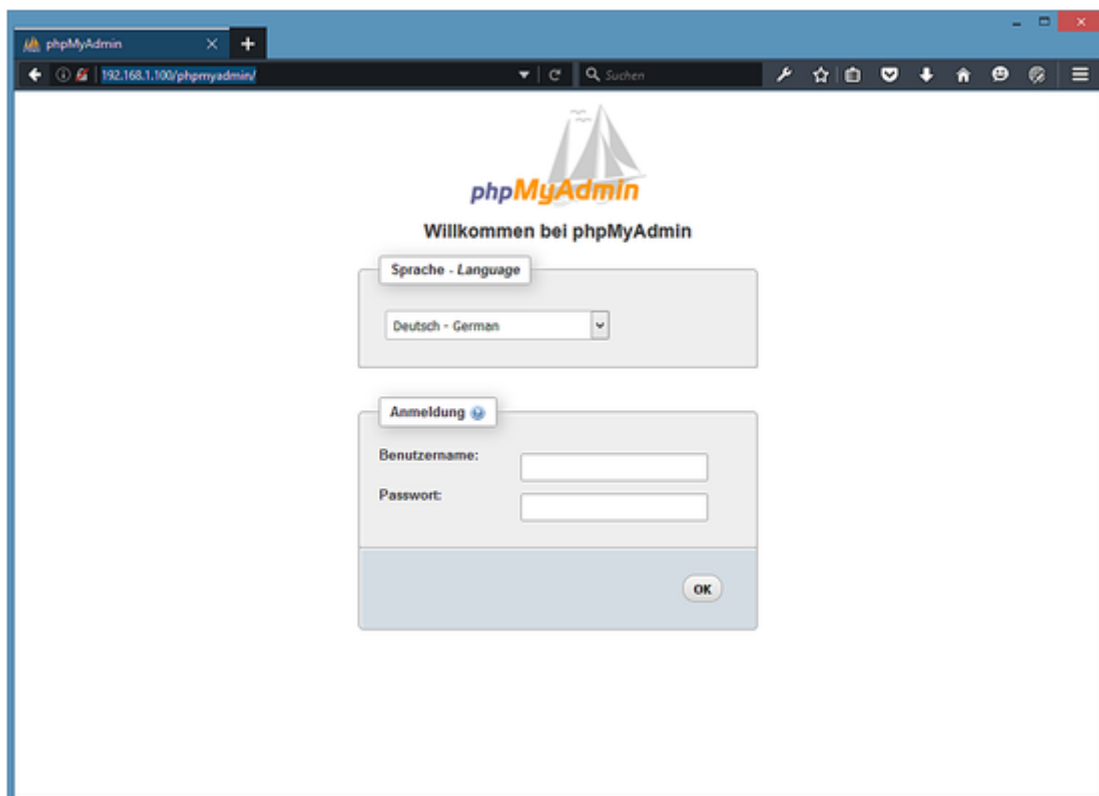 phpMyAdmin
192.168.1.100/phpmyadmin/
Suchen
phpMyAdmin
Willkommen bei phpMyAdmin
Sprache - Language
Deutsch - German
Anmeldung
Benutzername:
Passwort:
OK